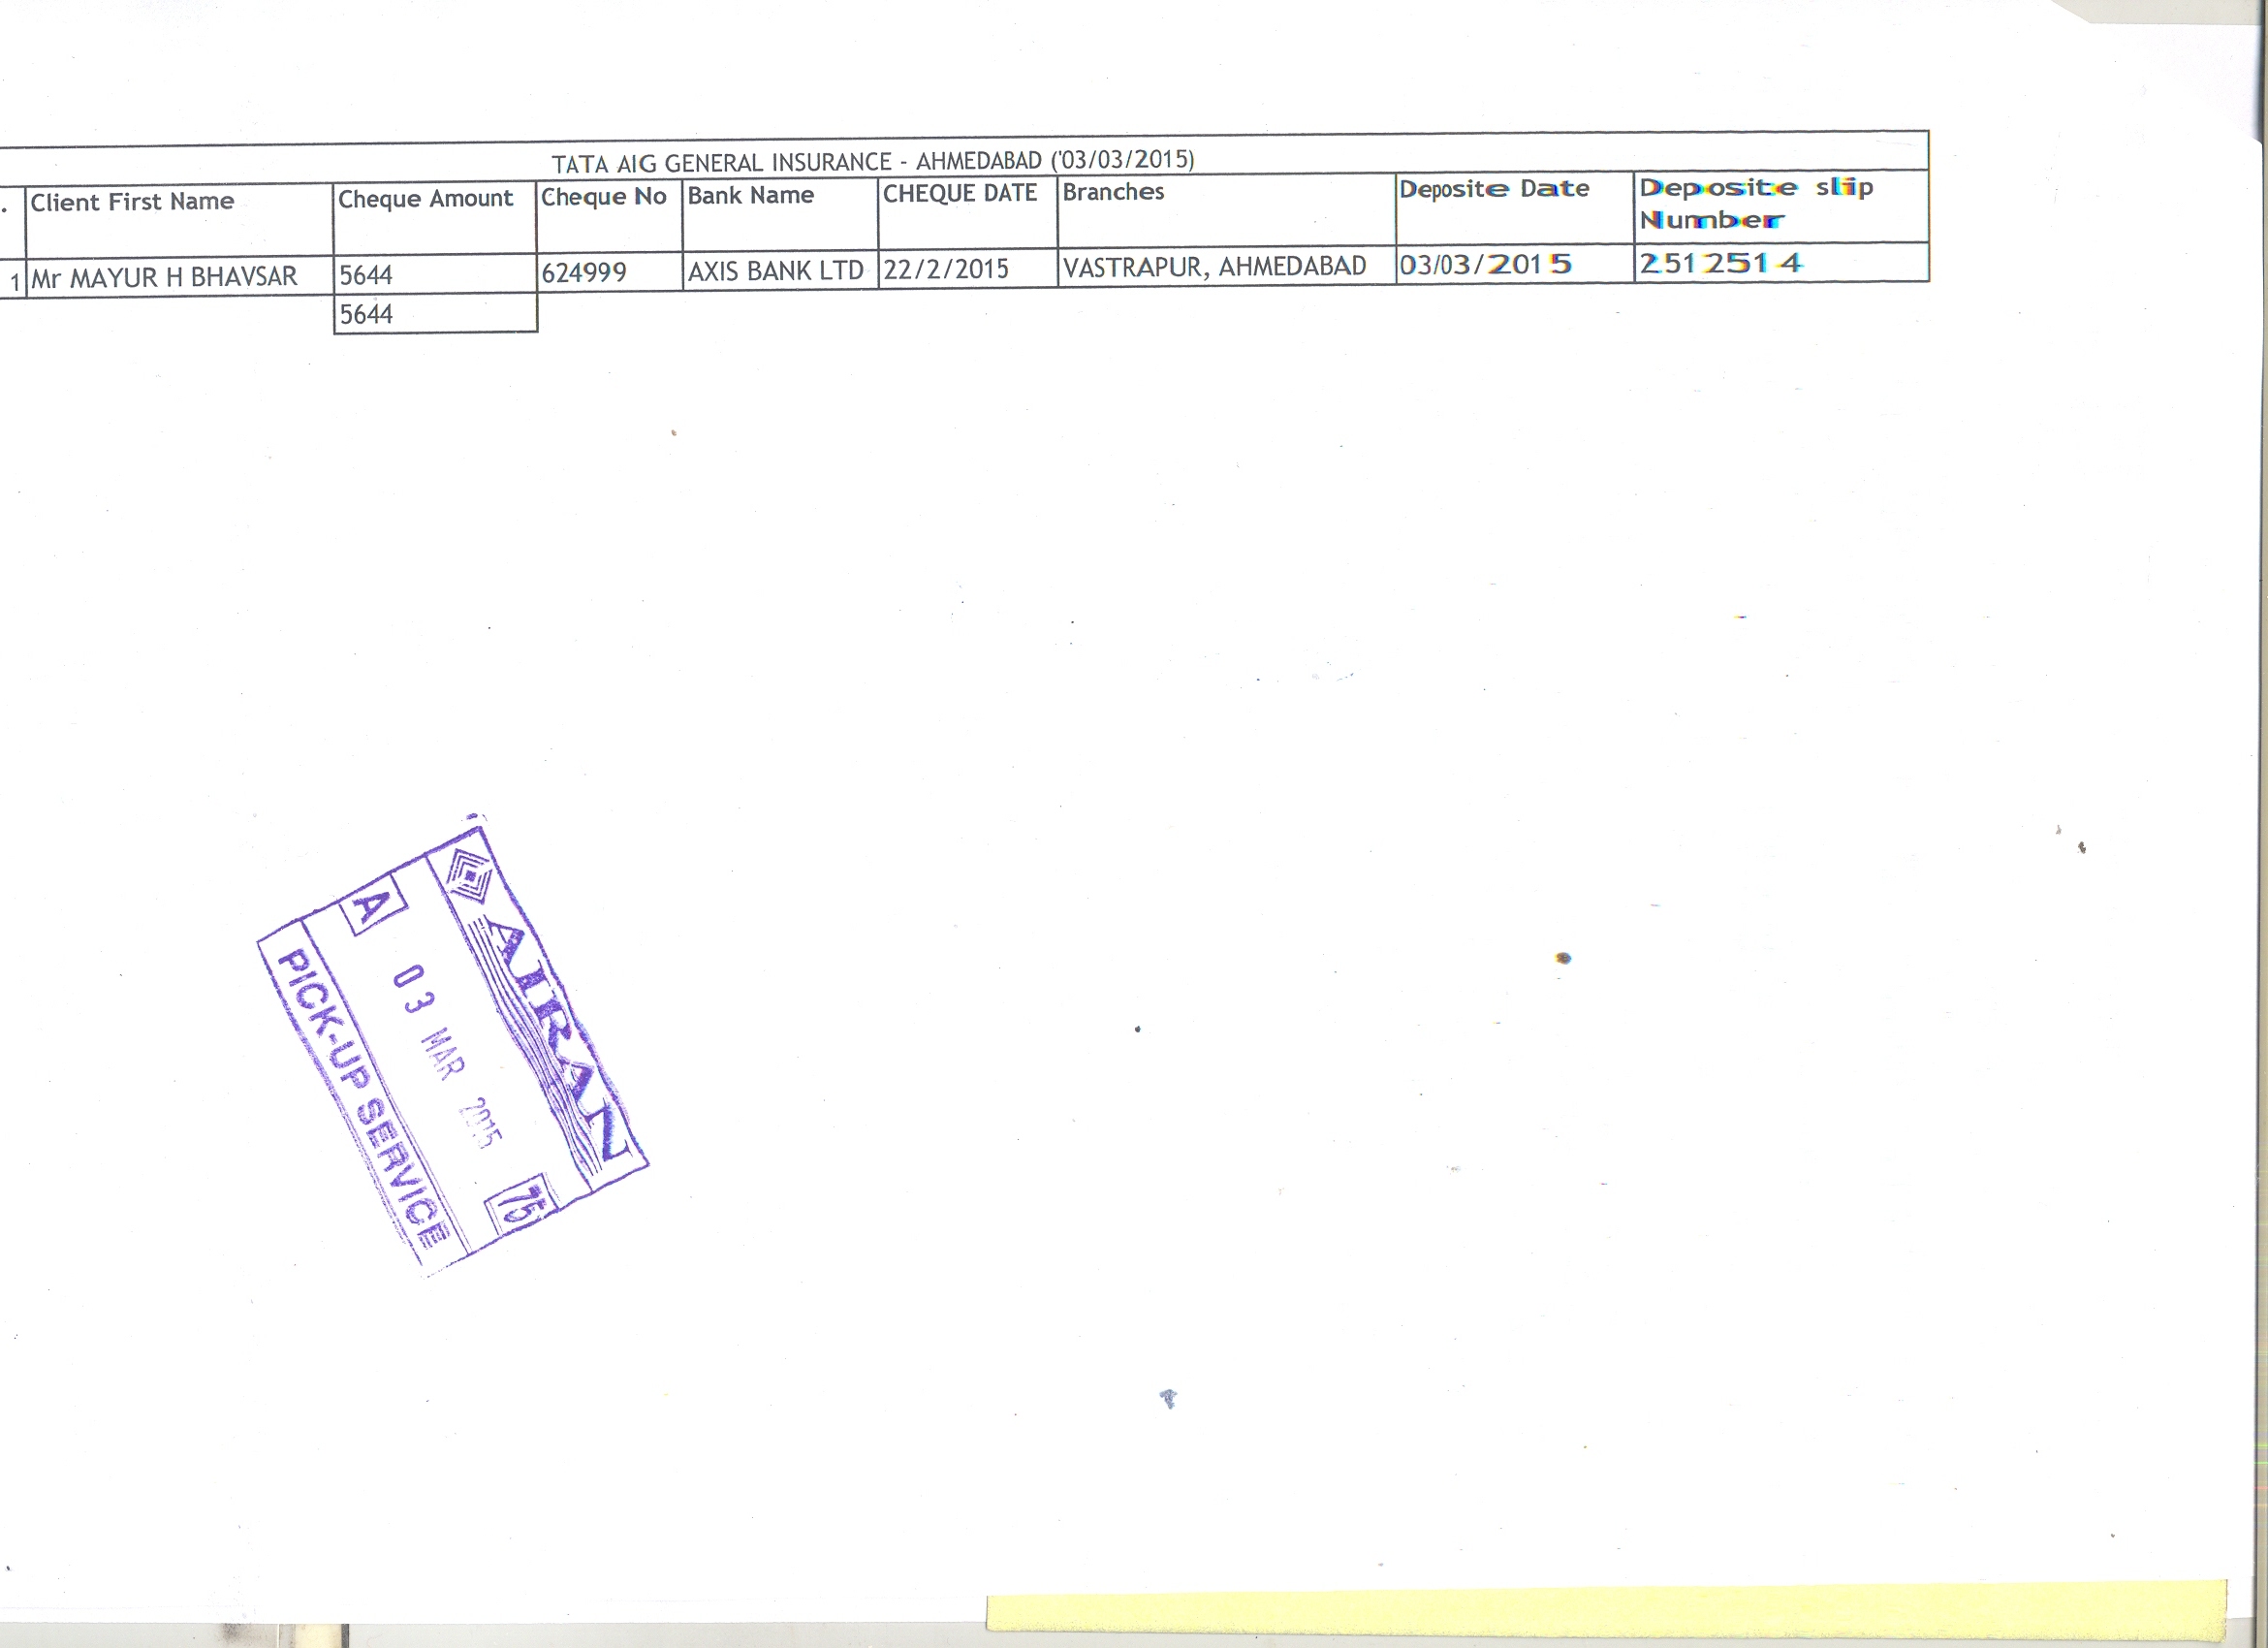 TATA AIG GENERAL INSURANCE - AHMEDABAD ('03/03/2015)
. Client First Name Cheque Amount Cheque No Bank Name CHEQUE DATE Branches Deposite Date Deposite slip
Number
1 Mr MAYUR H BHAVSAR 5644 624999 AXIS BANK LTD 22/2/2015 VASTRAPUR, AHMEDABAD 03/03/2015 2512514
5644
AIRAN
A 03 MAR 2015 75
PICK-UP SERVICE